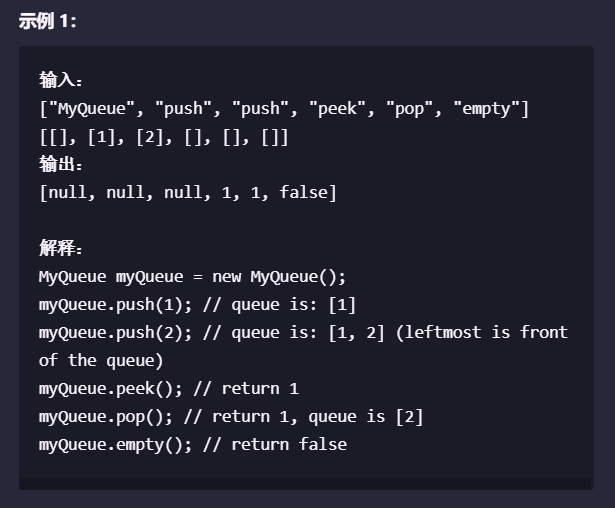 示例 1：
输入：
["MyQueue", "push", "push", "peek", "pop", "empty"]
[[], [1], [2], [], [], []]
输出：
[null, null, null, 1, 1, false]
解释：
MyQueue myQueue = new MyQueue();
myQueue.push(1); // queue is: [1]
myQueue.push(2); // queue is: [1, 2] (leftmost is front
of the queue)
myQueue.peek(); // return 1
myQueue.pop(); // return 1, queue is [2]
myQueue.empty(); // return false